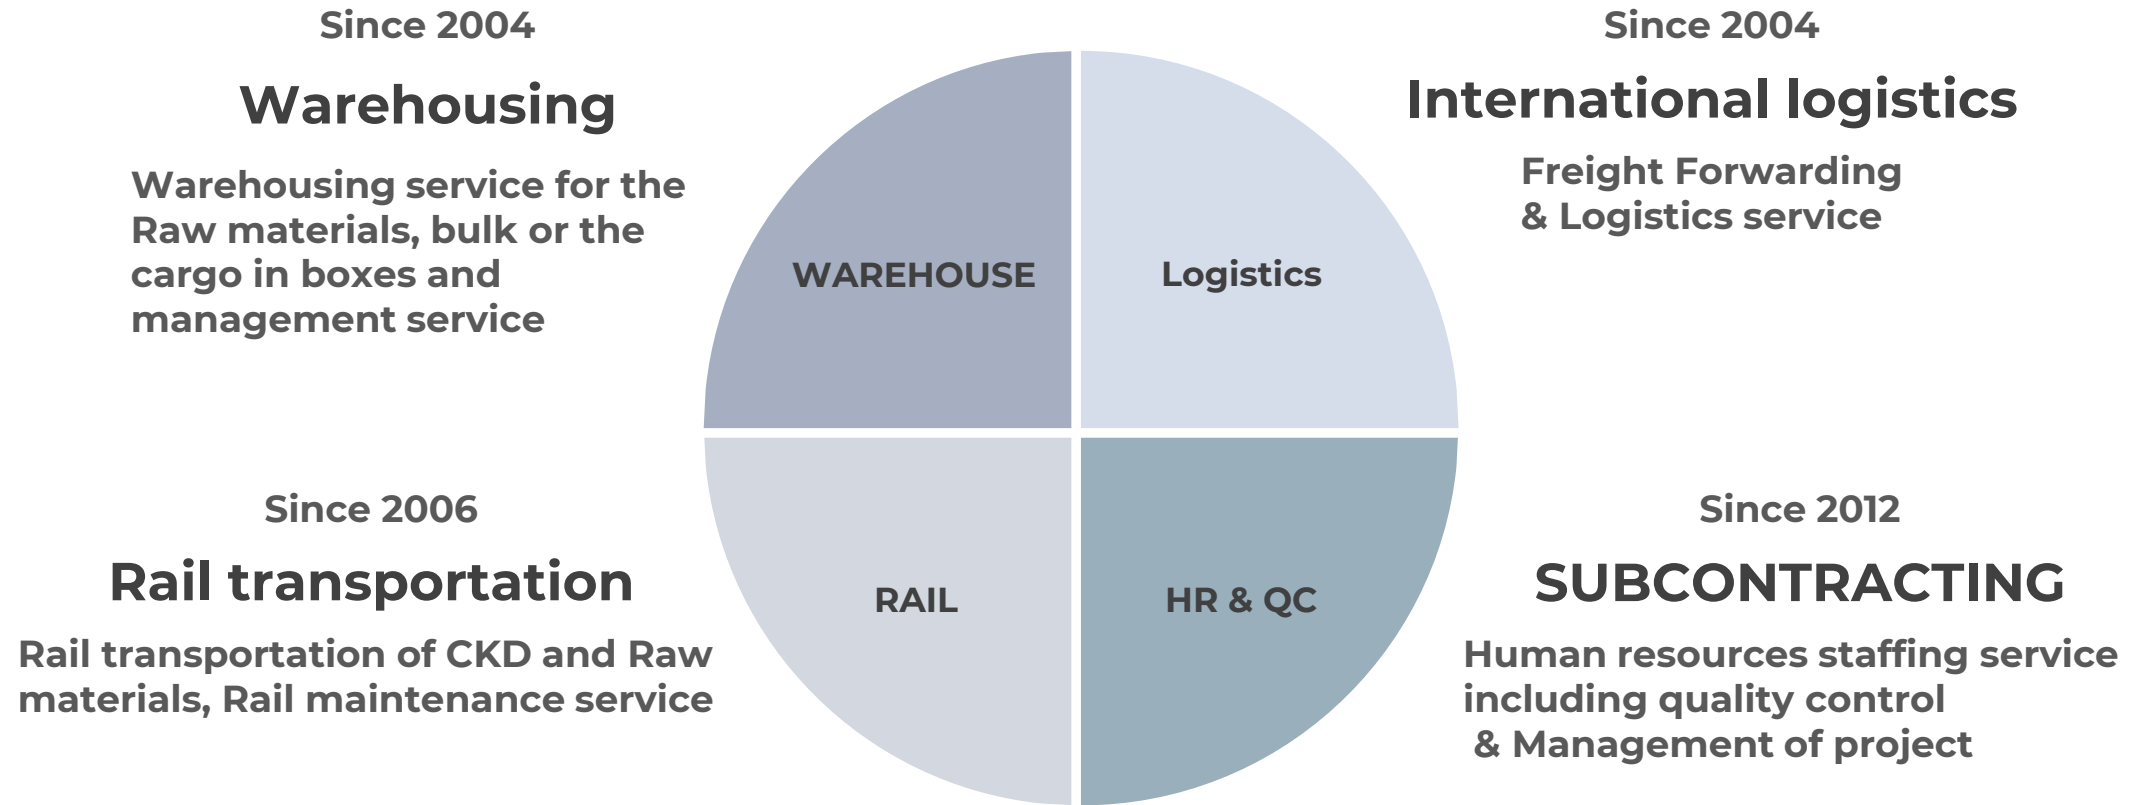 Since 2004
Warehousing
Warehousing service for the
Raw materials, bulk or the
cargo in boxes and
management service
WAREHOUSE
Since 2004
International logistics
Freight Forwarding
& Logistics service
Logistics
Since 2006
Rail transportation
Rail transportation of CKD and Raw
materials, Rail maintenance service
RAIL
Since 2012
SUBCONTRACTING
Human resources staffing service
including quality control
& Management of project
HR & QC